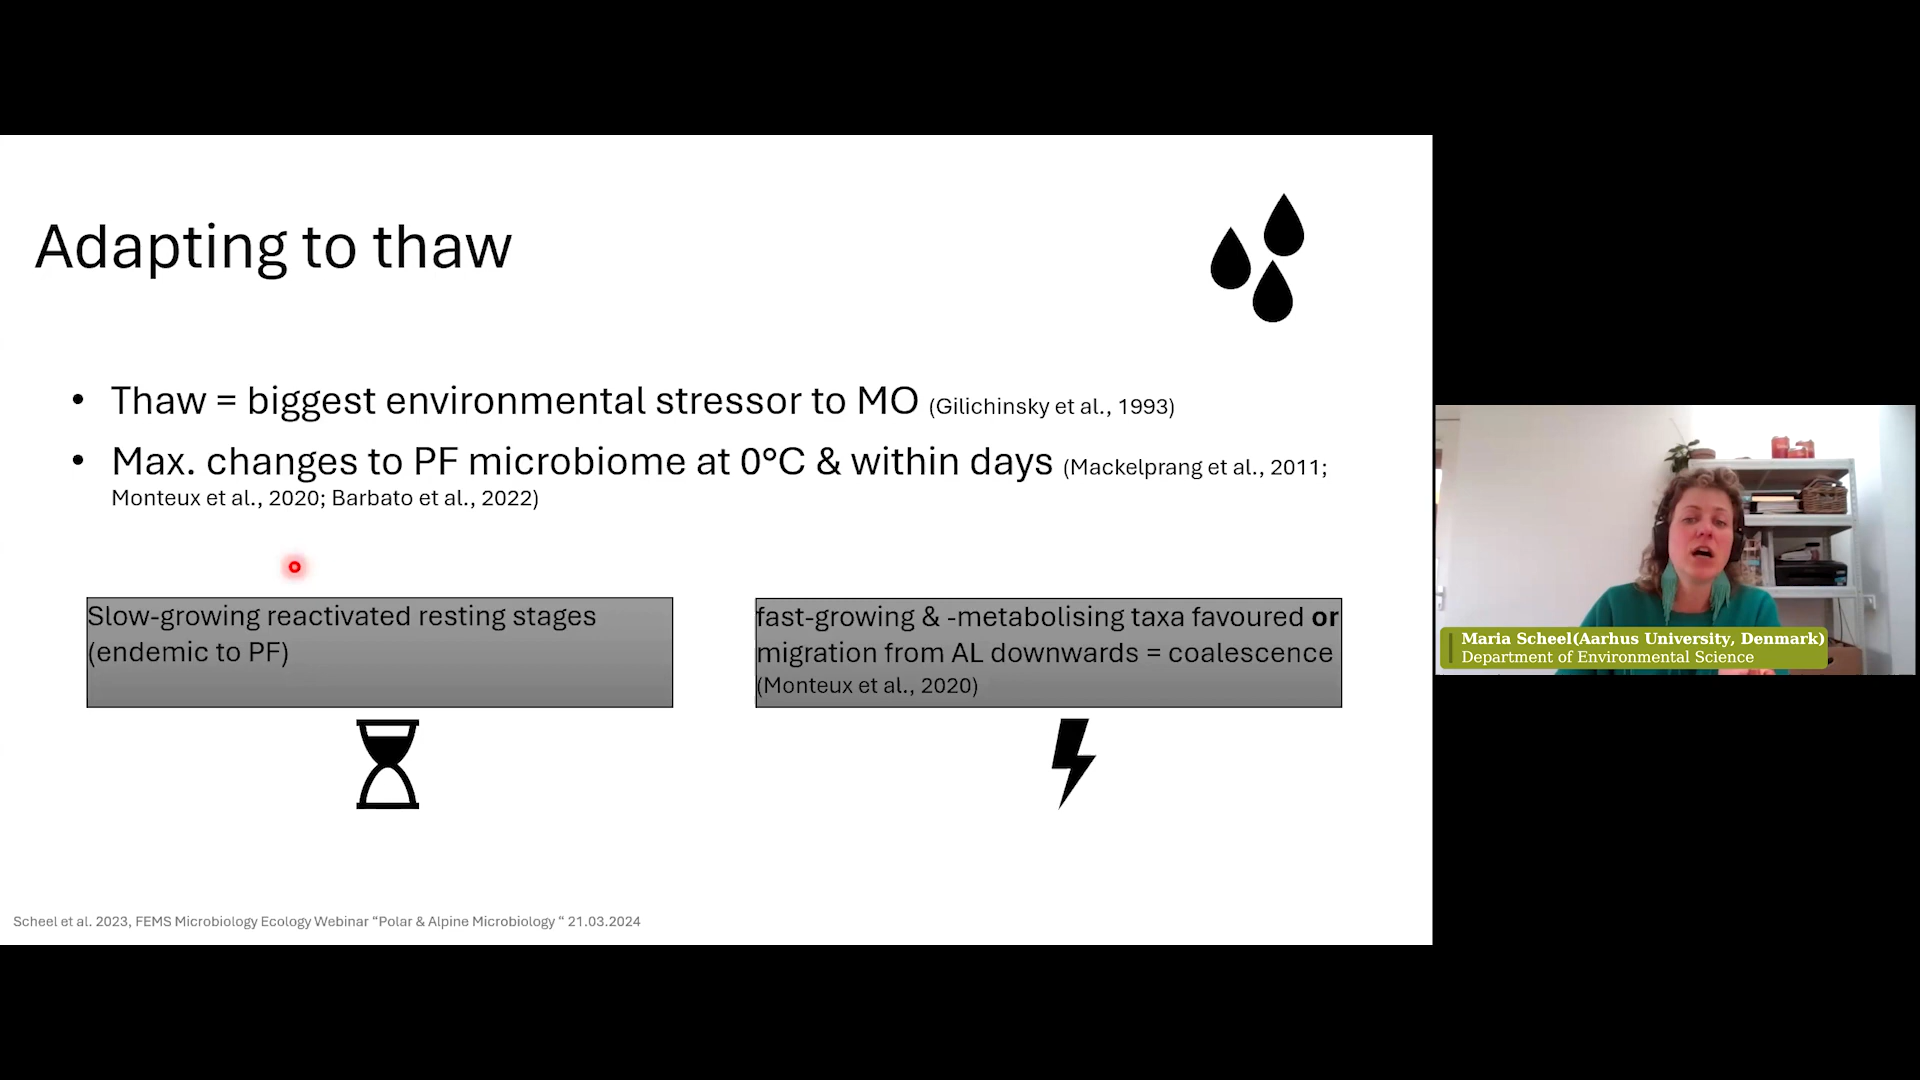 Adapting to thaw
• Thaw = biggest environmental stressor to MO (Gilichinsky et al., 1993)
• Max. changes to PF microbiome at 0°C & within days (Mackelprang et al., 2011;
Monteux et al., 2020; Barbato et al., 2022)
Slow-growing reactivated resting stages
(endemic to PF)
fast-growing & -metabolising taxa favoured or
migration from AL downwards = coalescence
(Monteux et al., 2020)
Scheel et al. 2023, FEMS Microbiology Ecology Webinar “Polar & Alpine Microbiology “ 21.03.2024
Maria Scheel(Aarhus University, Denmark)
Department of Environmental Science